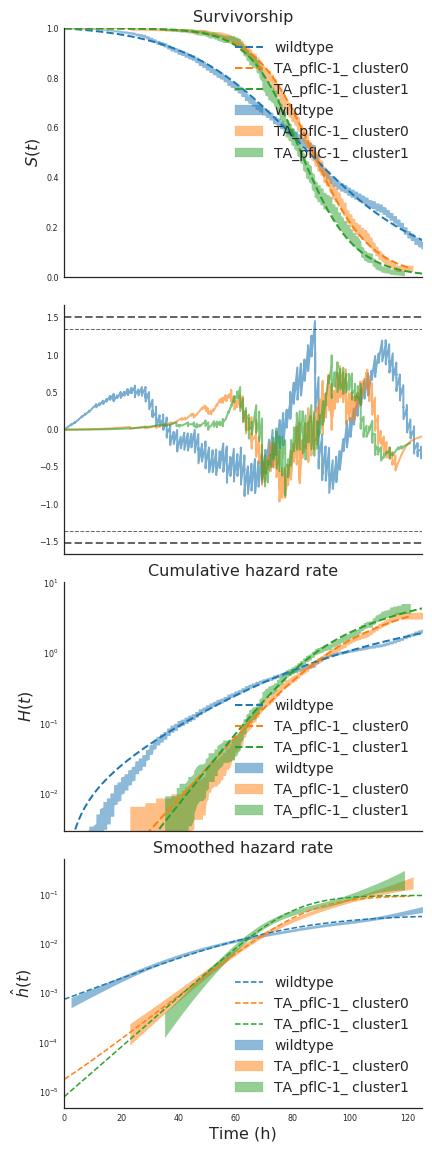 Survivorship
1.0
0.8
0.6
0.4
0.2
0.0
S(t)
wildtype
TA_pflC-1_ cluster0
TA_pflC-1_ cluster1
wildtype
TA_pflC-1_ cluster0
TA_pflC-1_ cluster1
1.5
1.0
0.5
0.0
−0.5
−1.0
−1.5
Cumulative hazard rate
10¹
10⁰
10⁻¹
10⁻²
H(t)
wildtype
TA_pflC-1_ cluster0
TA_pflC-1_ cluster1
wildtype
TA_pflC-1_ cluster0
TA_pflC-1_ cluster1
Smoothed hazard rate
10⁻¹
10⁻²
10⁻³
10⁻⁴
10⁻⁵
ĥ(t)
wildtype
TA_pflC-1_ cluster0
TA_pflC-1_ cluster1
wildtype
TA_pflC-1_ cluster0
TA_pflC-1_ cluster1
0 20 40 60 80 100 120
Time (h)